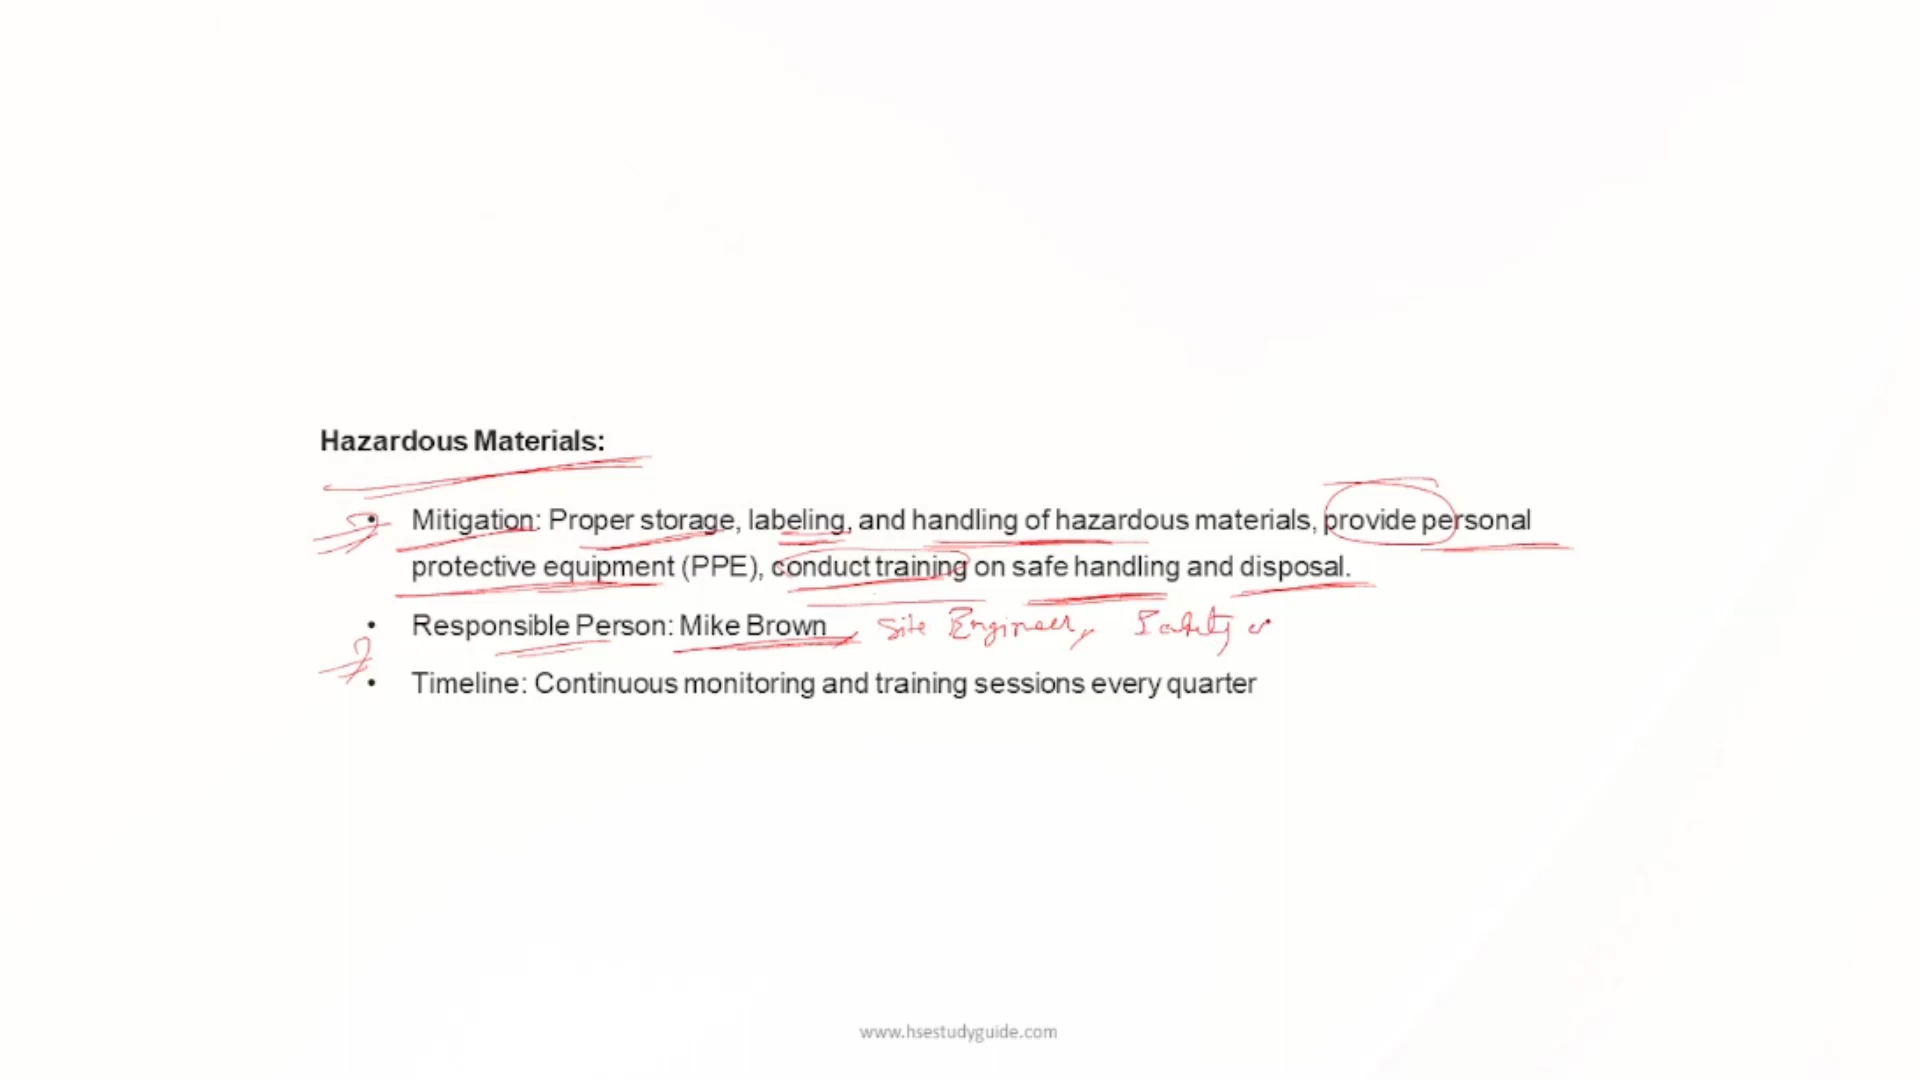 Hazardous Materials:
• Mitigation: Proper storage, labeling, and handling of hazardous materials, provide personal
protective equipment (PPE), conduct training on safe handling and disposal.
• Responsible Person: Mike Brown Site Engineer, Safety o
• Timeline: Continuous monitoring and training sessions every quarter
www.hsestudyguide.com